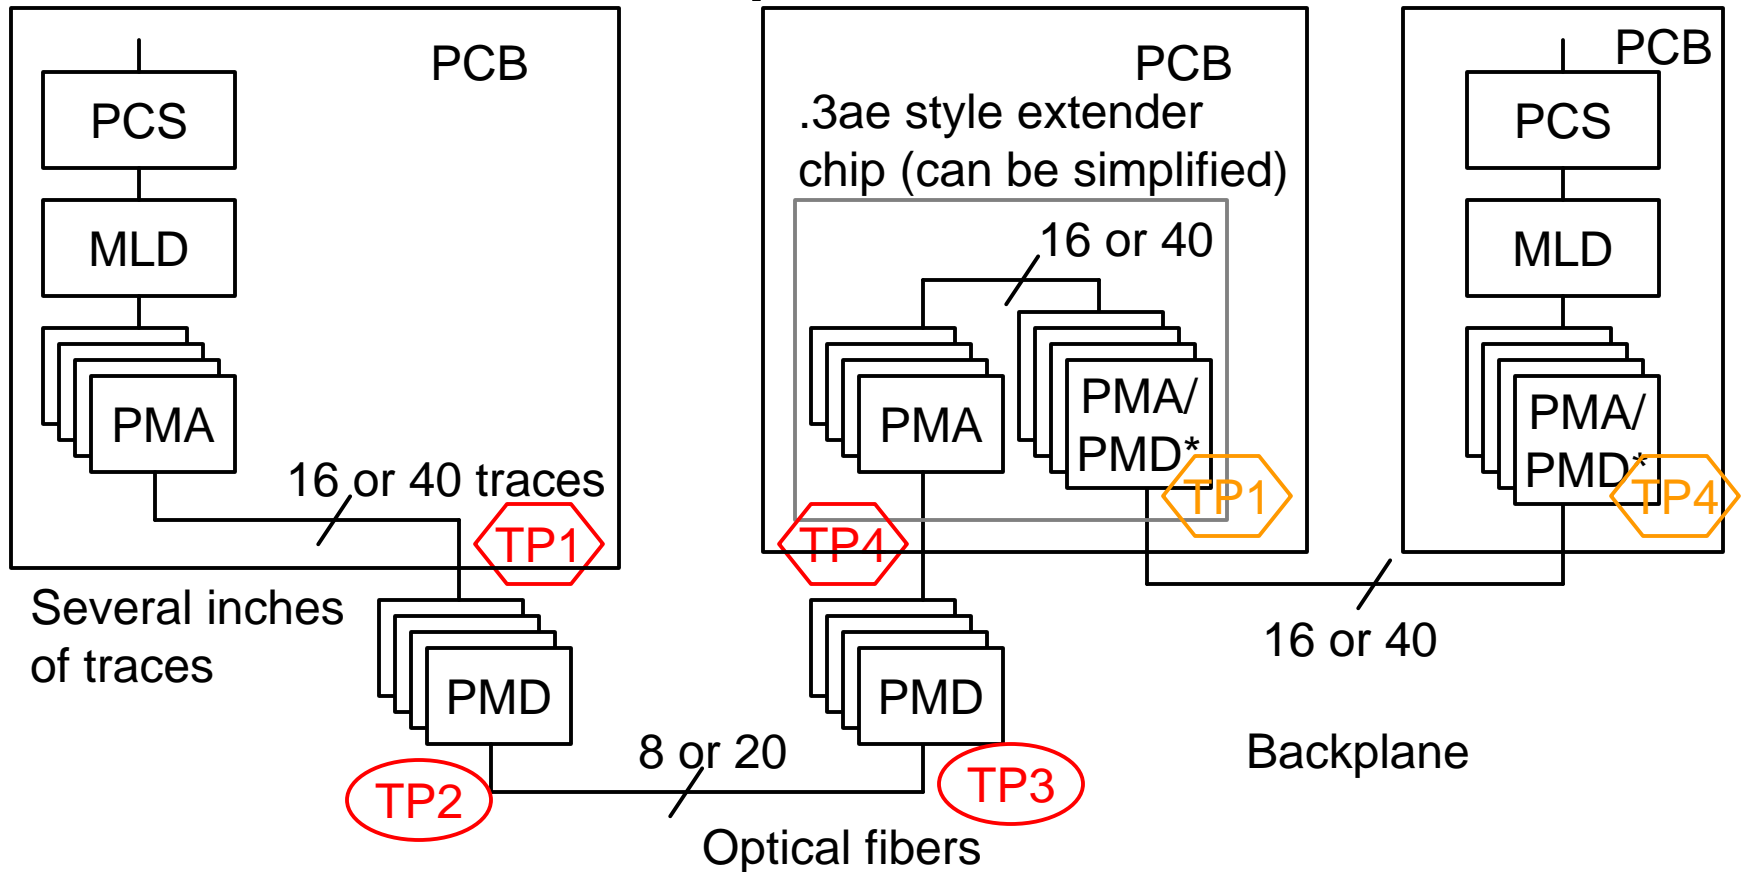 PCB
PCS
MLD
PMA
16 or 40 traces
TP1
Several inches
of traces
PMD
TP2
8 or 20
Optical fibers
PCB
.3ae style extender
chip (can be simplified)
16 or 40
PMA
PMA/
PMD*
TP1
TP4
PMD
TP3
PCB
PCS
MLD
PMA/
PMD*
TP4
16 or 40
Backplane